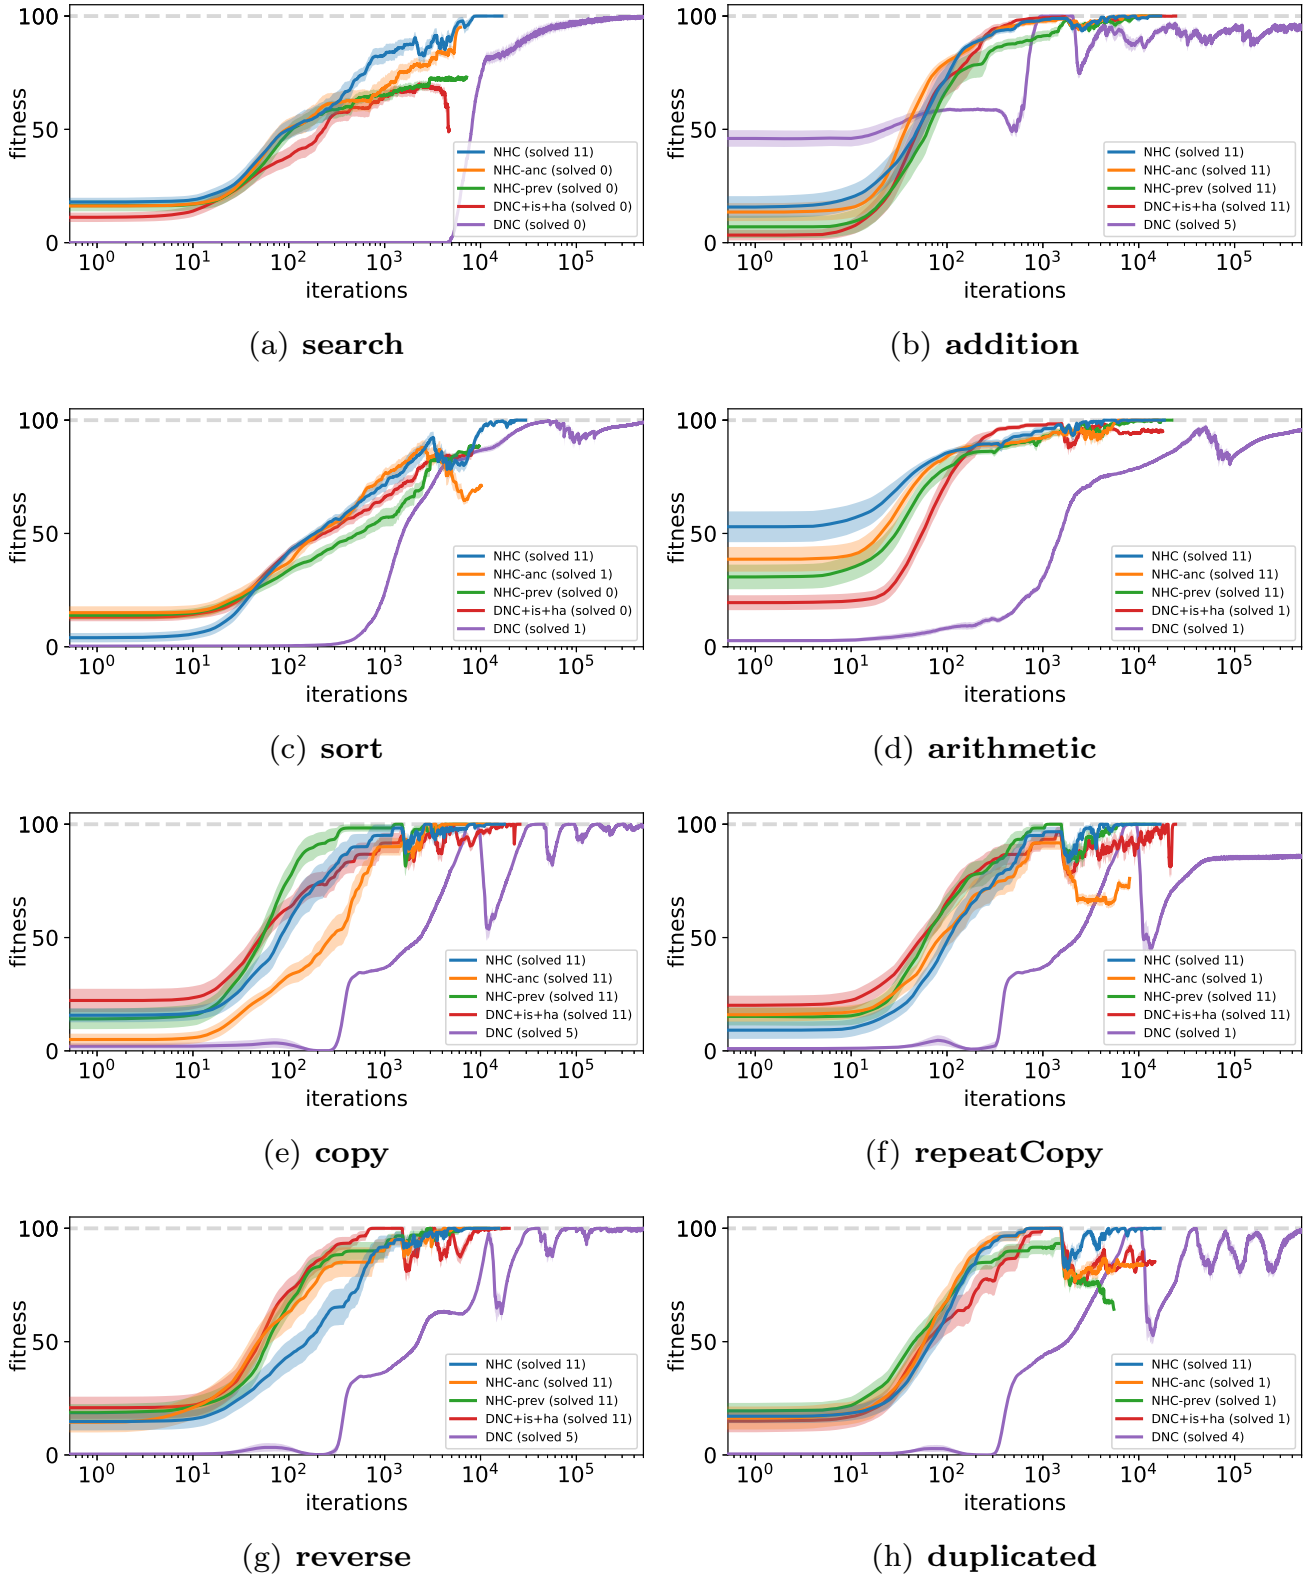 100
50
0
fitness
10^0 10^1 10^2 10^3 10^4 10^5
iterations
NHC (solved 11)
NHC-anc (solved 0)
NHC-prev (solved 0)
DNC+is+ha (solved 0)
DNC (solved 0)
(a) search
100
50
0
fitness
10^0 10^1 10^2 10^3 10^4 10^5
iterations
NHC (solved 11)
NHC-anc (solved 11)
NHC-prev (solved 11)
DNC+is+ha (solved 11)
DNC (solved 5)
(b) addition
100
50
0
fitness
10^0 10^1 10^2 10^3 10^4 10^5
iterations
NHC (solved 11)
NHC-anc (solved 1)
NHC-prev (solved 0)
DNC+is+ha (solved 0)
DNC (solved 1)
(c) sort
100
50
0
fitness
10^0 10^1 10^2 10^3 10^4 10^5
iterations
NHC (solved 11)
NHC-anc (solved 11)
NHC-prev (solved 11)
DNC+is+ha (solved 1)
DNC (solved 1)
(d) arithmetic
100
50
0
fitness
10^0 10^1 10^2 10^3 10^4 10^5
iterations
NHC (solved 11)
NHC-anc (solved 11)
NHC-prev (solved 11)
DNC+is+ha (solved 11)
DNC (solved 5)
(e) copy
100
50
0
fitness
10^0 10^1 10^2 10^3 10^4 10^5
iterations
NHC (solved 11)
NHC-anc (solved 1)
NHC-prev (solved 11)
DNC+is+ha (solved 11)
DNC (solved 1)
(f) repeatCopy
100
50
0
fitness
10^0 10^1 10^2 10^3 10^4 10^5
iterations
NHC (solved 11)
NHC-anc (solved 11)
NHC-prev (solved 11)
DNC+is+ha (solved 11)
DNC (solved 5)
(g) reverse
100
50
0
fitness
10^0 10^1 10^2 10^3 10^4 10^5
iterations
NHC (solved 11)
NHC-anc (solved 1)
NHC-prev (solved 1)
DNC+is+ha (solved 1)
DNC (solved 4)
(h) duplicated